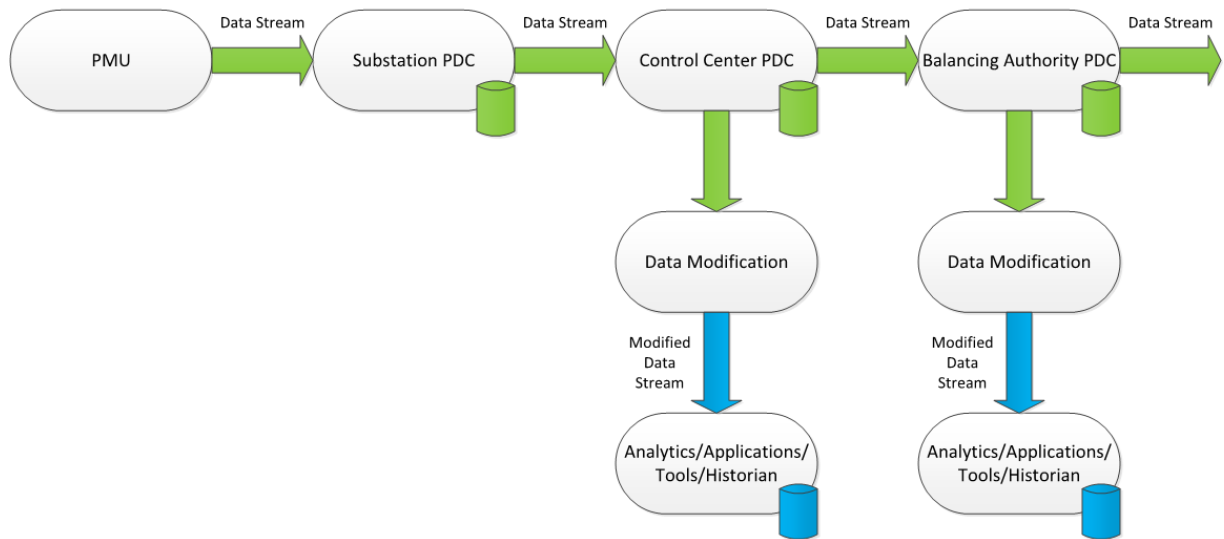 Data Stream
Data Stream
Data Stream
Data Stream
PMU
Substation PDC
Control Center PDC
Balancing Authority PDC
Data Modification
Data Modification
Modified
Data
Stream
Modified
Data
Stream
Analytics/Applications/
Tools/Historian
Analytics/Applications/
Tools/Historian